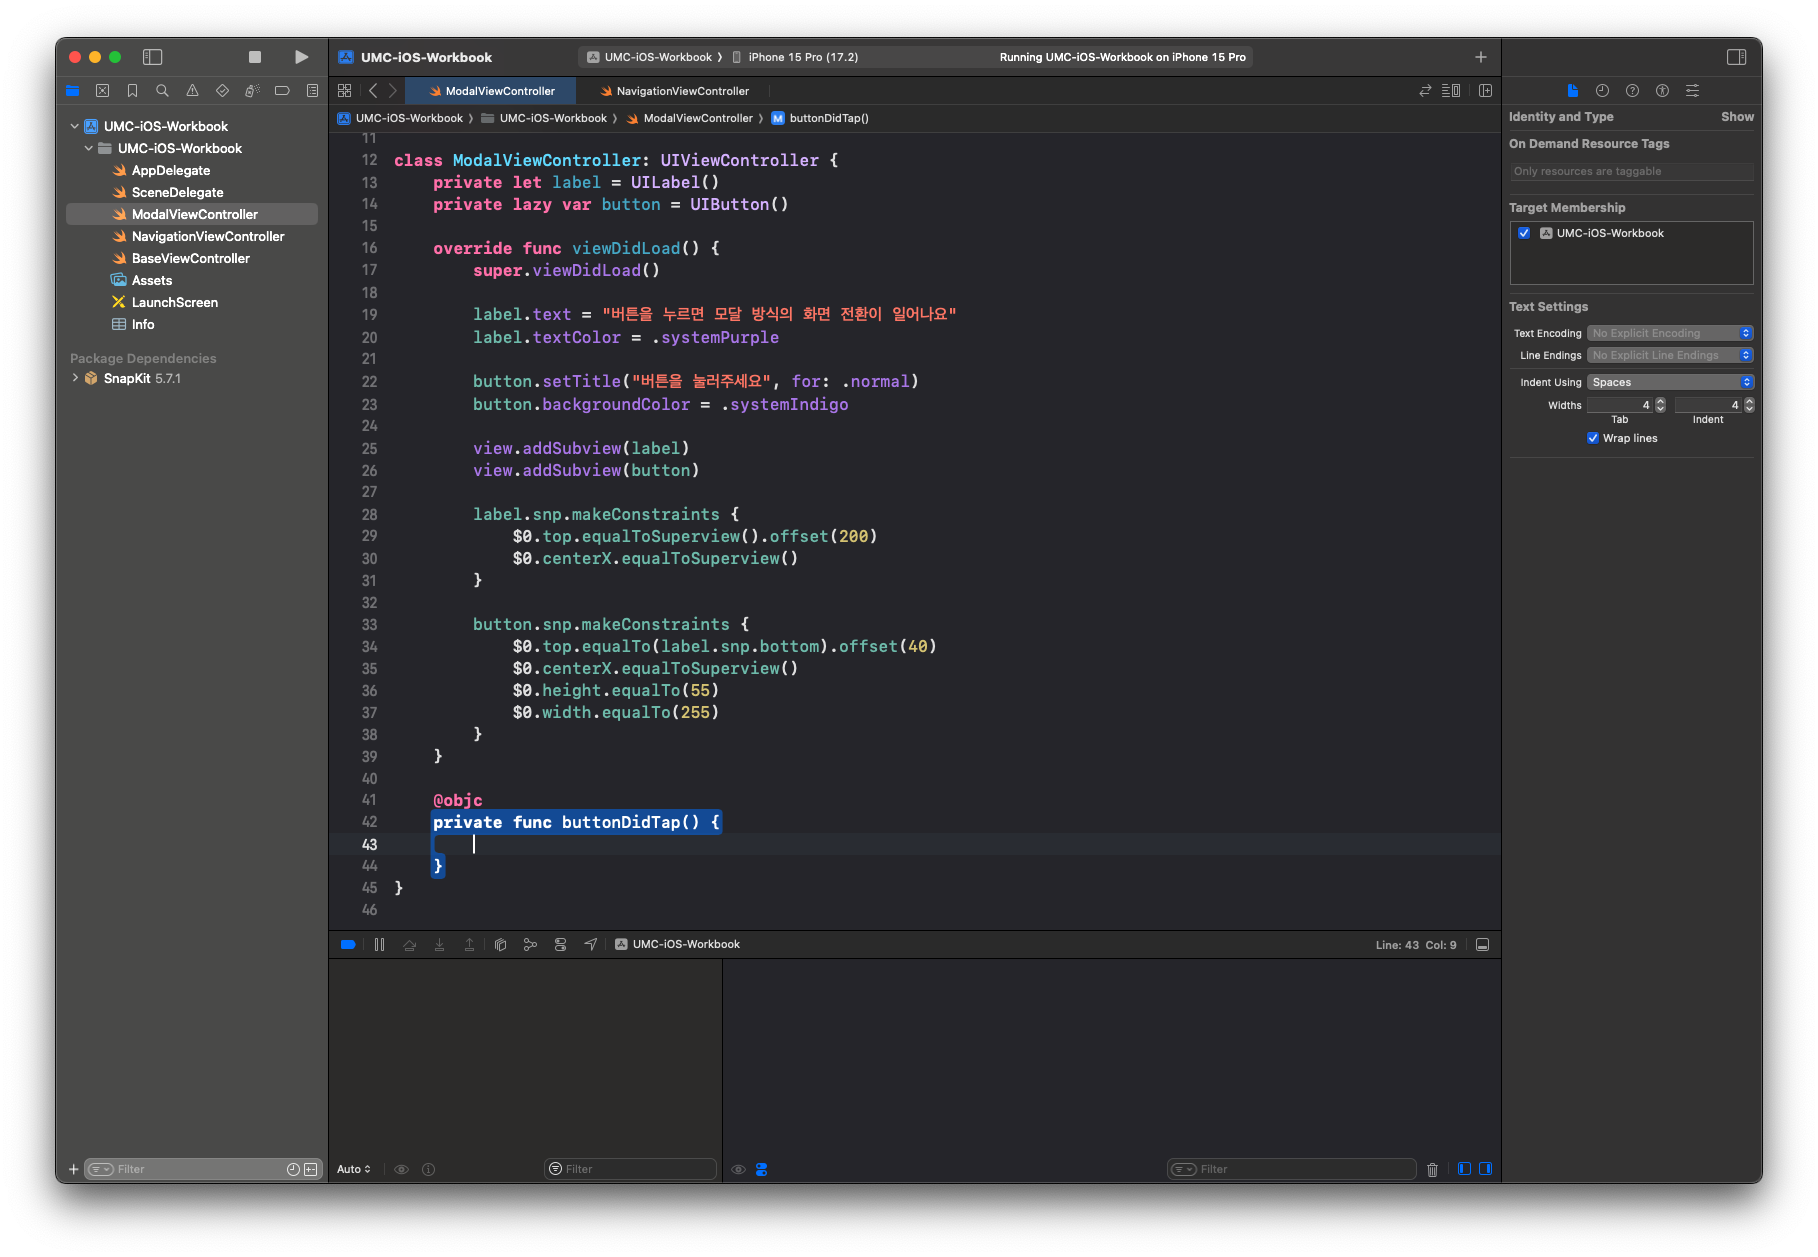 UMC-iOS-Workbook
UMC-iOS-Workbook 〉 iPhone 15 Pro (17.2)
Running UMC-iOS-Workbook on iPhone 15 Pro
ModalViewController
NavigationViewController
UMC-iOS-Workbook 〉 UMC-iOS-Workbook 〉 ModalViewController 〉 M buttonDidTap()
UMC-iOS-Workbook
UMC-iOS-Workbook
AppDelegate
SceneDelegate
ModalViewController
NavigationViewController
BaseViewController
Assets
LaunchScreen
Info
Package Dependencies
SnapKit 5.7.1
Filter
11
12 class ModalViewController: UIViewController {
13 private let label = UILabel()
14 private lazy var button = UIButton()
15
16 override func viewDidLoad() {
17 super.viewDidLoad()
18
19 label.text = "버튼을 누르면 모달 방식의 화면 전환이 일어나요"
20 label.textColor = .systemPurple
21
22 button.setTitle("버튼을 눌러주세요", for: .normal)
23 button.backgroundColor = .systemIndigo
24
25 view.addSubview(label)
26 view.addSubview(button)
27
28 label.snp.makeConstraints {
29 $0.top.equalToSuperview().offset(200)
30 $0.centerX.equalToSuperview()
31 }
32
33 button.snp.makeConstraints {
34 $0.top.equalTo(label.snp.bottom).offset(40)
35 $0.centerX.equalToSuperview()
36 $0.height.equalTo(55)
37 $0.width.equalTo(255)
38 }
39 }
40
41 @objc
42 private func buttonDidTap() {
43
44 }
45 }
46
UMC-iOS-Workbook
Line: 43 Col: 9
Auto
Filter
Filter
Identity and Type Show
On Demand Resource Tags
Only resources are taggable
Target Membership
UMC-iOS-Workbook
Text Settings
Text Encoding No Explicit Encoding
Line Endings No Explicit Line Endings
Indent Using Spaces
Widths 4 4
Tab Indent
Wrap lines